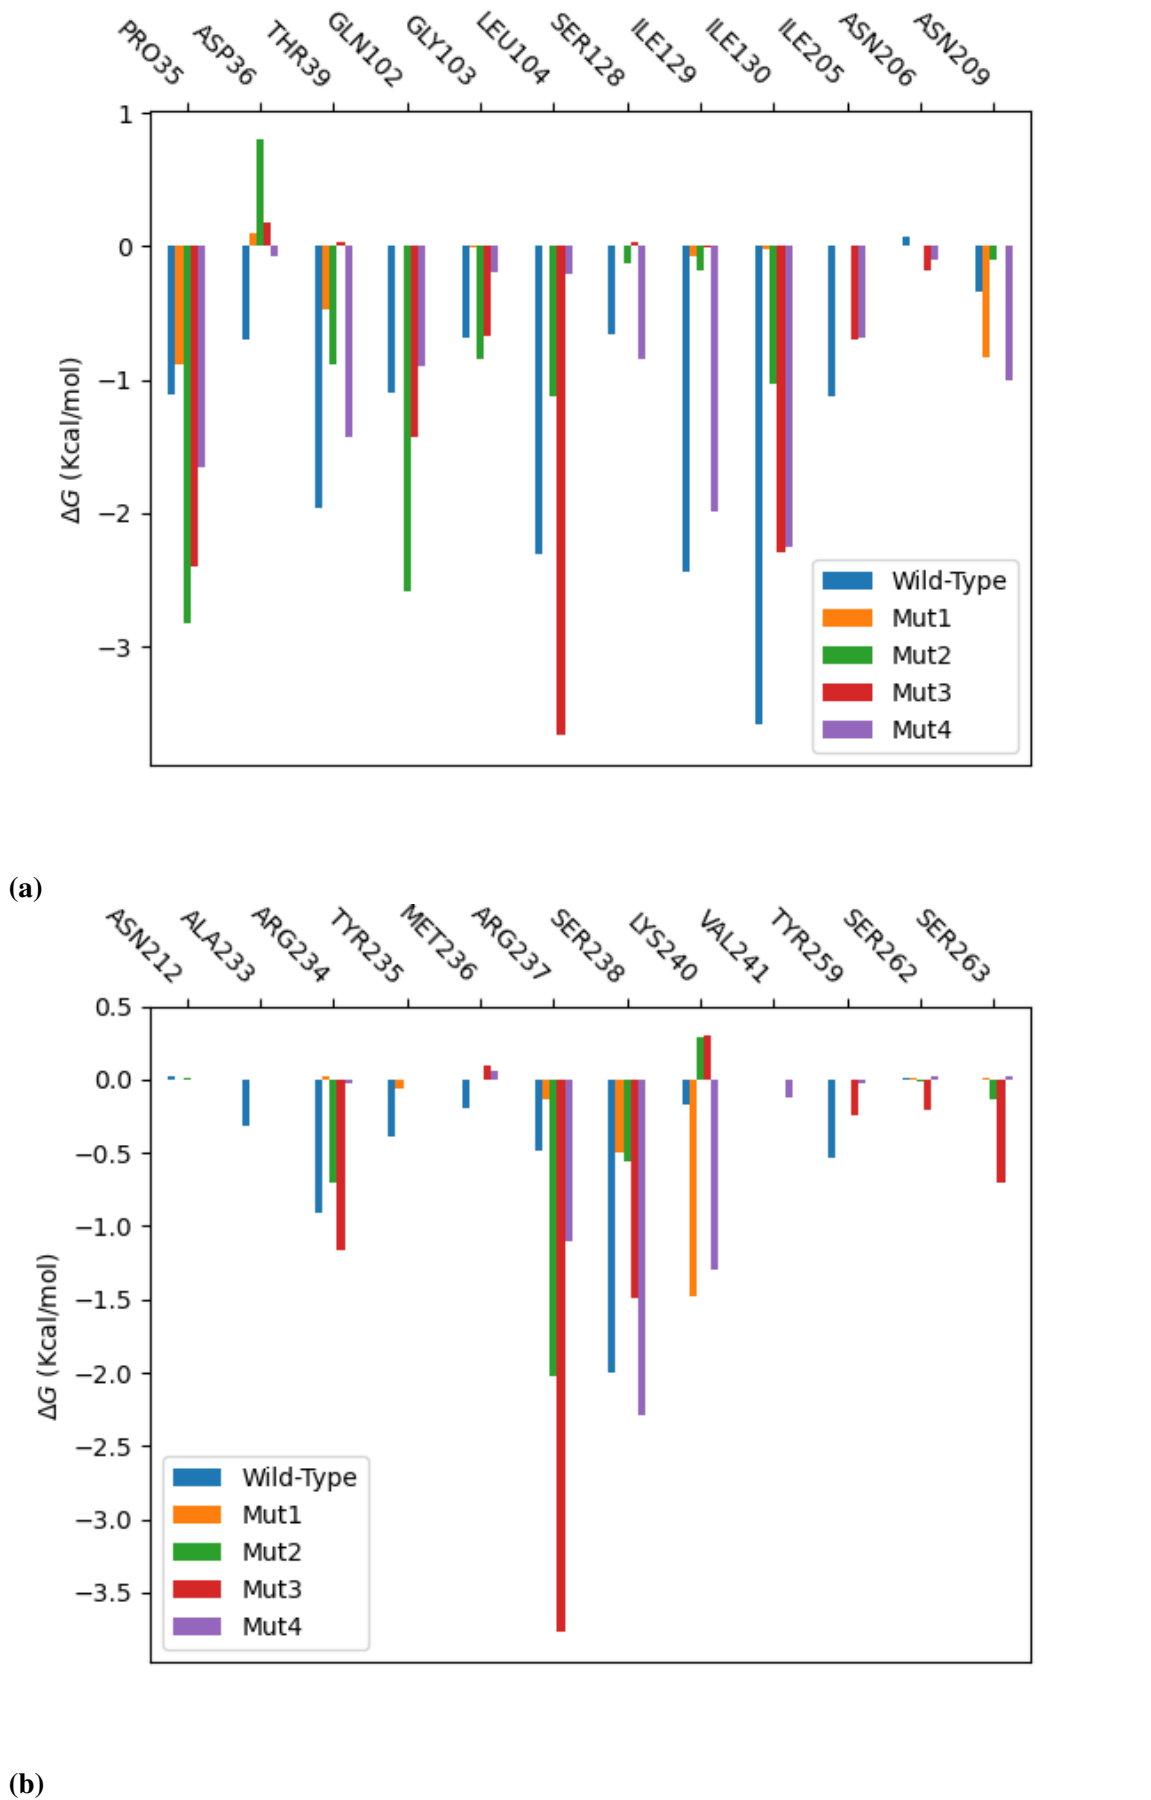 PRO35
ASP36
THR39
GLN102
GLY103
LEU104
SER128
ILE129
ILE130
ILE205
ASN206
ASN209
1
0
−1
−2
−3
ΔG (Kcal/mol)
Wild-Type
Mut1
Mut2
Mut3
Mut4
(a)
ASN212
ALA233
ARG234
TYR235
MET236
ARG237
SER238
LYS240
VAL241
TYR259
SER262
SER263
0.5
0.0
−0.5
−1.0
−1.5
−2.0
−2.5
−3.0
−3.5
ΔG (Kcal/mol)
Wild-Type
Mut1
Mut2
Mut3
Mut4
(b)